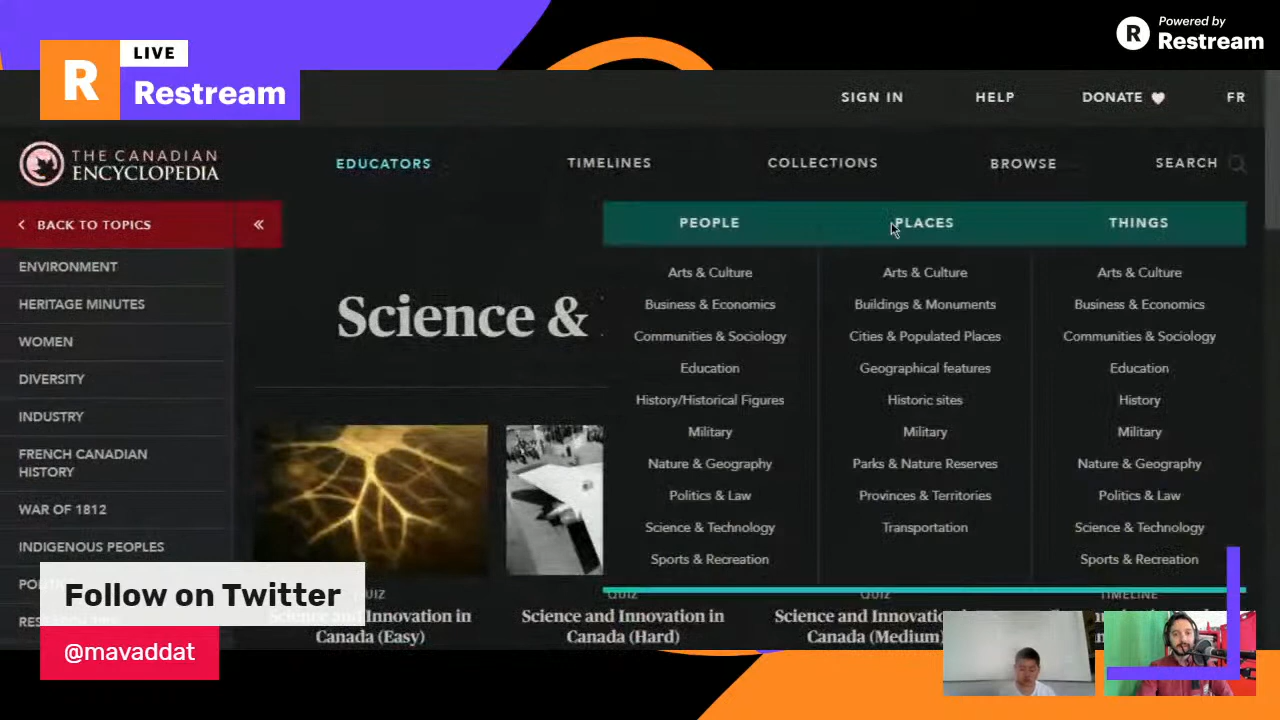 R
LIVE
Restream
Powered by
R
Restream
SIGN IN
HELP
DONATE
FR
THE CANADIAN
ENCYCLOPEDIA
EDUCATORS
TIMELINES
COLLECTIONS
BROWSE
SEARCH
BACK TO TOPICS
«
ENVIRONMENT
HERITAGE MINUTES
WOMEN
DIVERSITY
INDUSTRY
FRENCH CANADIAN
HISTORY
WAR OF 1812
INDIGENOUS PEOPLES
Science &
PEOPLE
Arts & Culture
Business & Economics
Communities & Sociology
Education
History/Historical Figures
Military
Nature & Geography
Politics & Law
Science & Technology
Sports & Recreation
PLACES
Arts & Culture
Buildings & Monuments
Cities & Populated Places
Geographical features
Historic sites
Military
Parks & Nature Reserves
Provinces & Territories
Transportation
THINGS
Arts & Culture
Business & Economics
Communities & Sociology
Education
History
Military
Nature & Geography
Politics & Law
Science & Technology
Sports & Recreation
Science and Innovation in
Canada (Easy)
QUIZ
Science and Innovation in
Canada (Hard)
QUIZ
Science and Innovation in
Canada (Medium)
TIMELINE
Follow on Twitter
@mavaddat